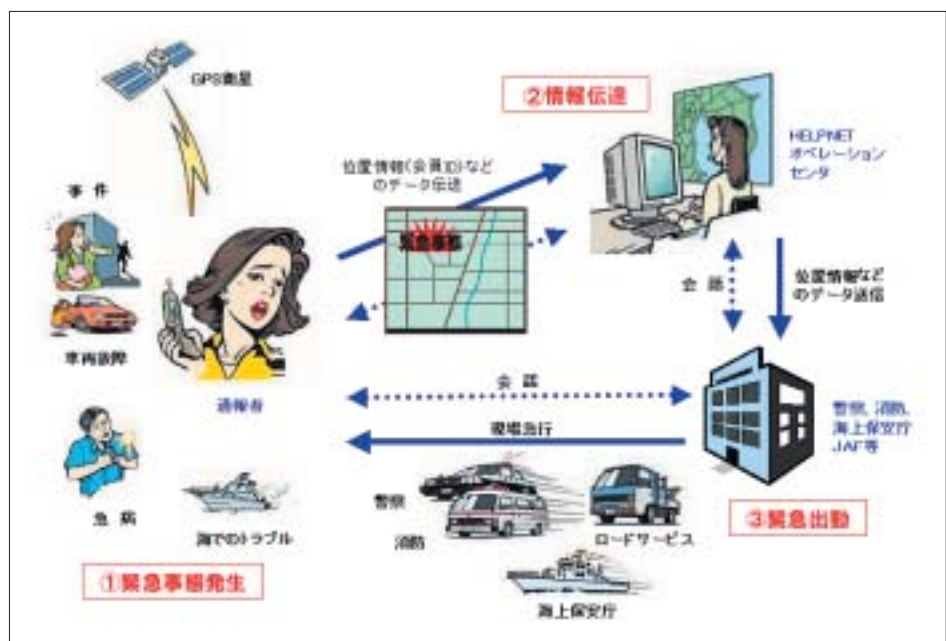 GPS衛星
②情報伝達
HELPNET
オペレーション
センタ
位置情報(会員ID)など
のデータ伝送
事 件
緊急事態
会 話
位置情報など
のデータ送信
車両故障
通報者
会 話
警察、消防、
海上保安庁
JAF等
現場急行
急 病
海でのトラブル
警察
消防
ロードサービス
③緊急出動
①緊急事態発生
海上保安庁